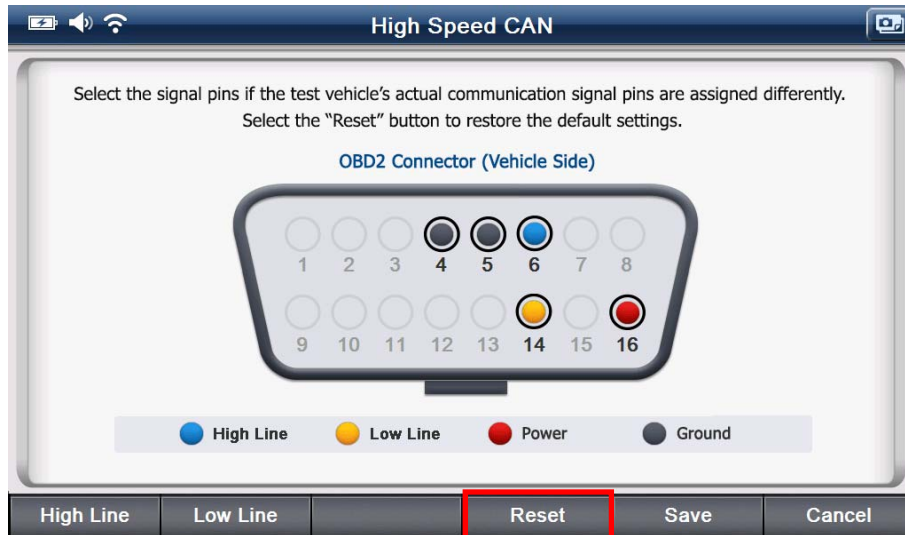 High Speed CAN
Select the signal pins if the test vehicle's actual communication signal pins are assigned differently.
Select the “Reset” button to restore the default settings.
OBD2 Connector (Vehicle Side)
1 2 3 4 5 6 7 8
9 10 11 12 13 14 15 16
High Line Low Line Power Ground
High Line Low Line Reset Save Cancel